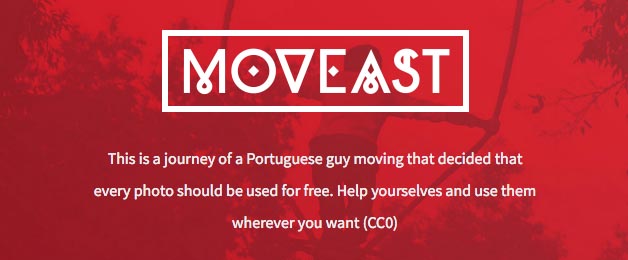 MOVEAST
This is a journey of a Portuguese guy moving that decided that
every photo should be used for free. Help yourselves and use them
wherever you want (CC0)